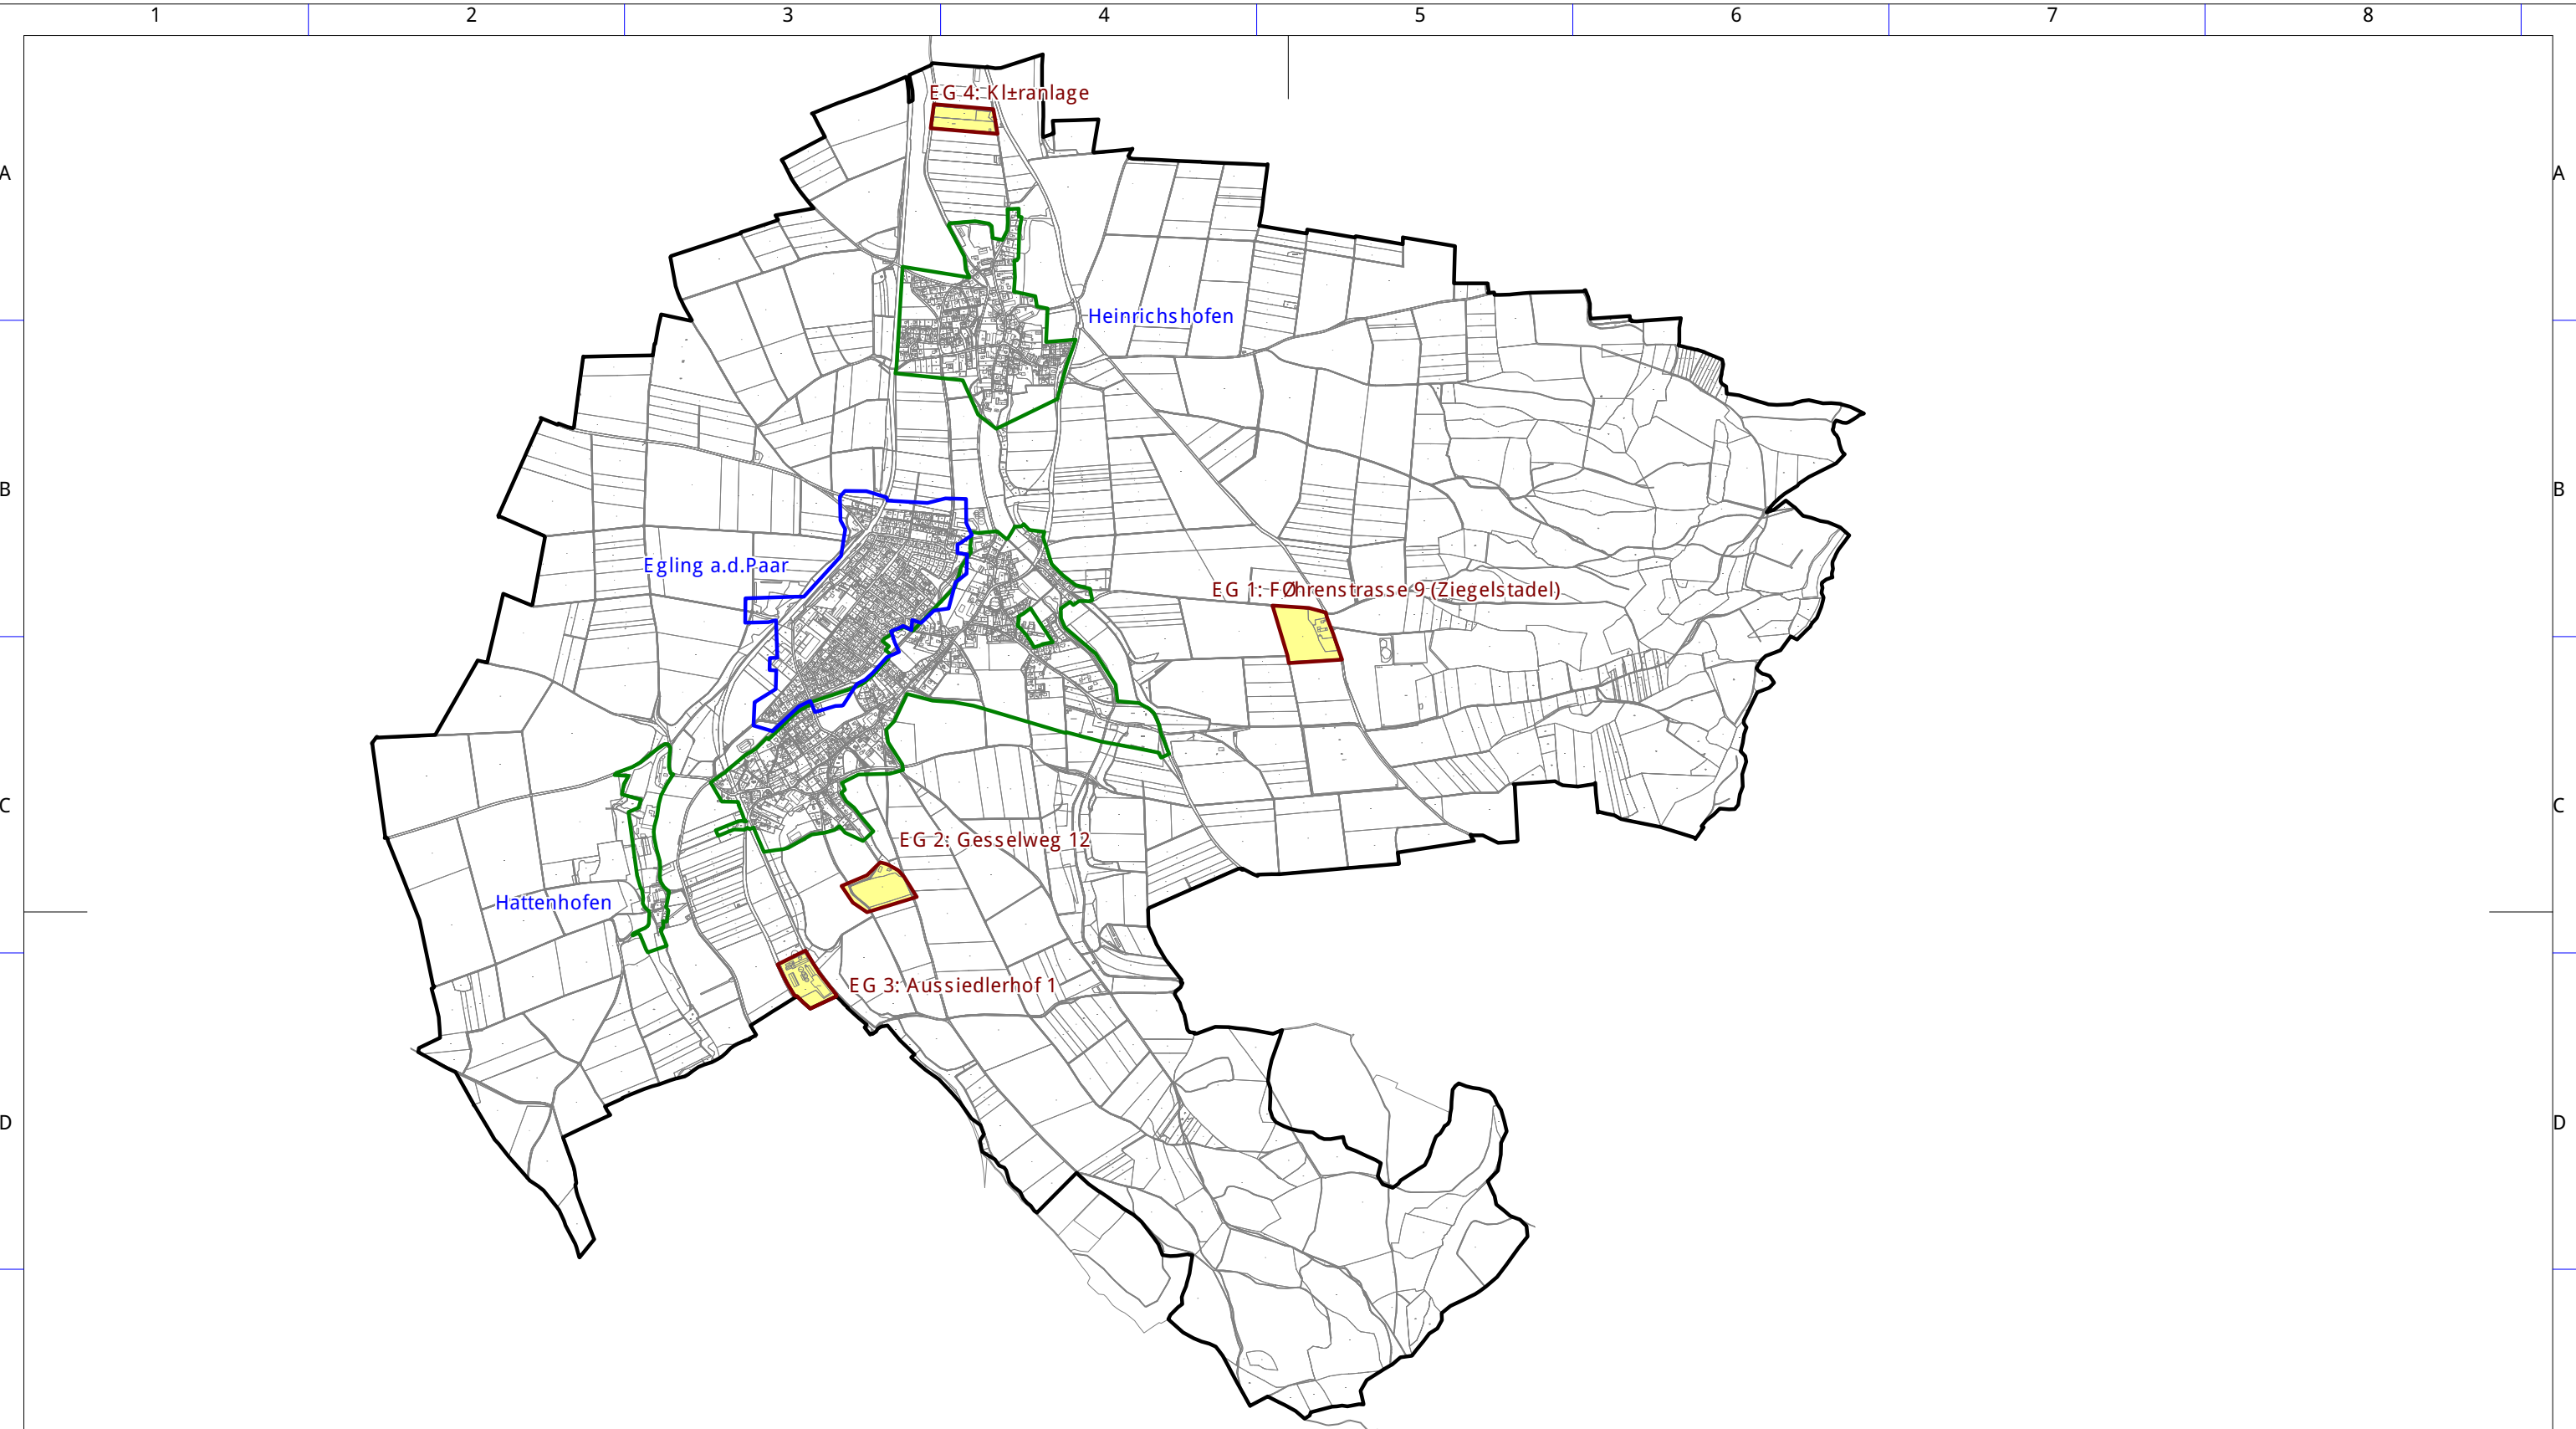 1 2 3 4 5 6 7 8
EG 4: Kl±ranlage
A A
Heinrichshofen
B B
Egling a.d.Paar
EG 1: FØhrenstrasse 9 (Ziegelstadel)
C C
EG 2: Gesselweg 12
Hattenhofen
EG 3: Aussiedlerhof 1
D D